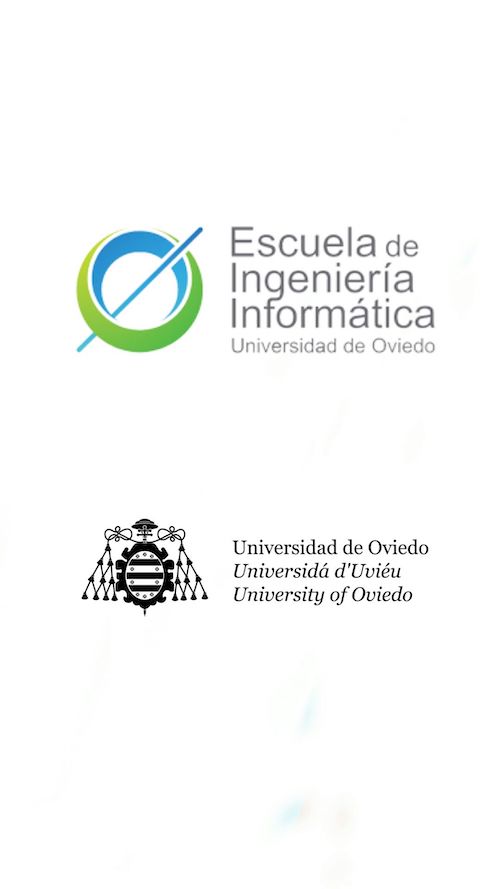 Escuela de
Ingeniería
Informática
Universidad de Oviedo
Universidad de Oviedo
Universidá d'Uviéu
University of Oviedo